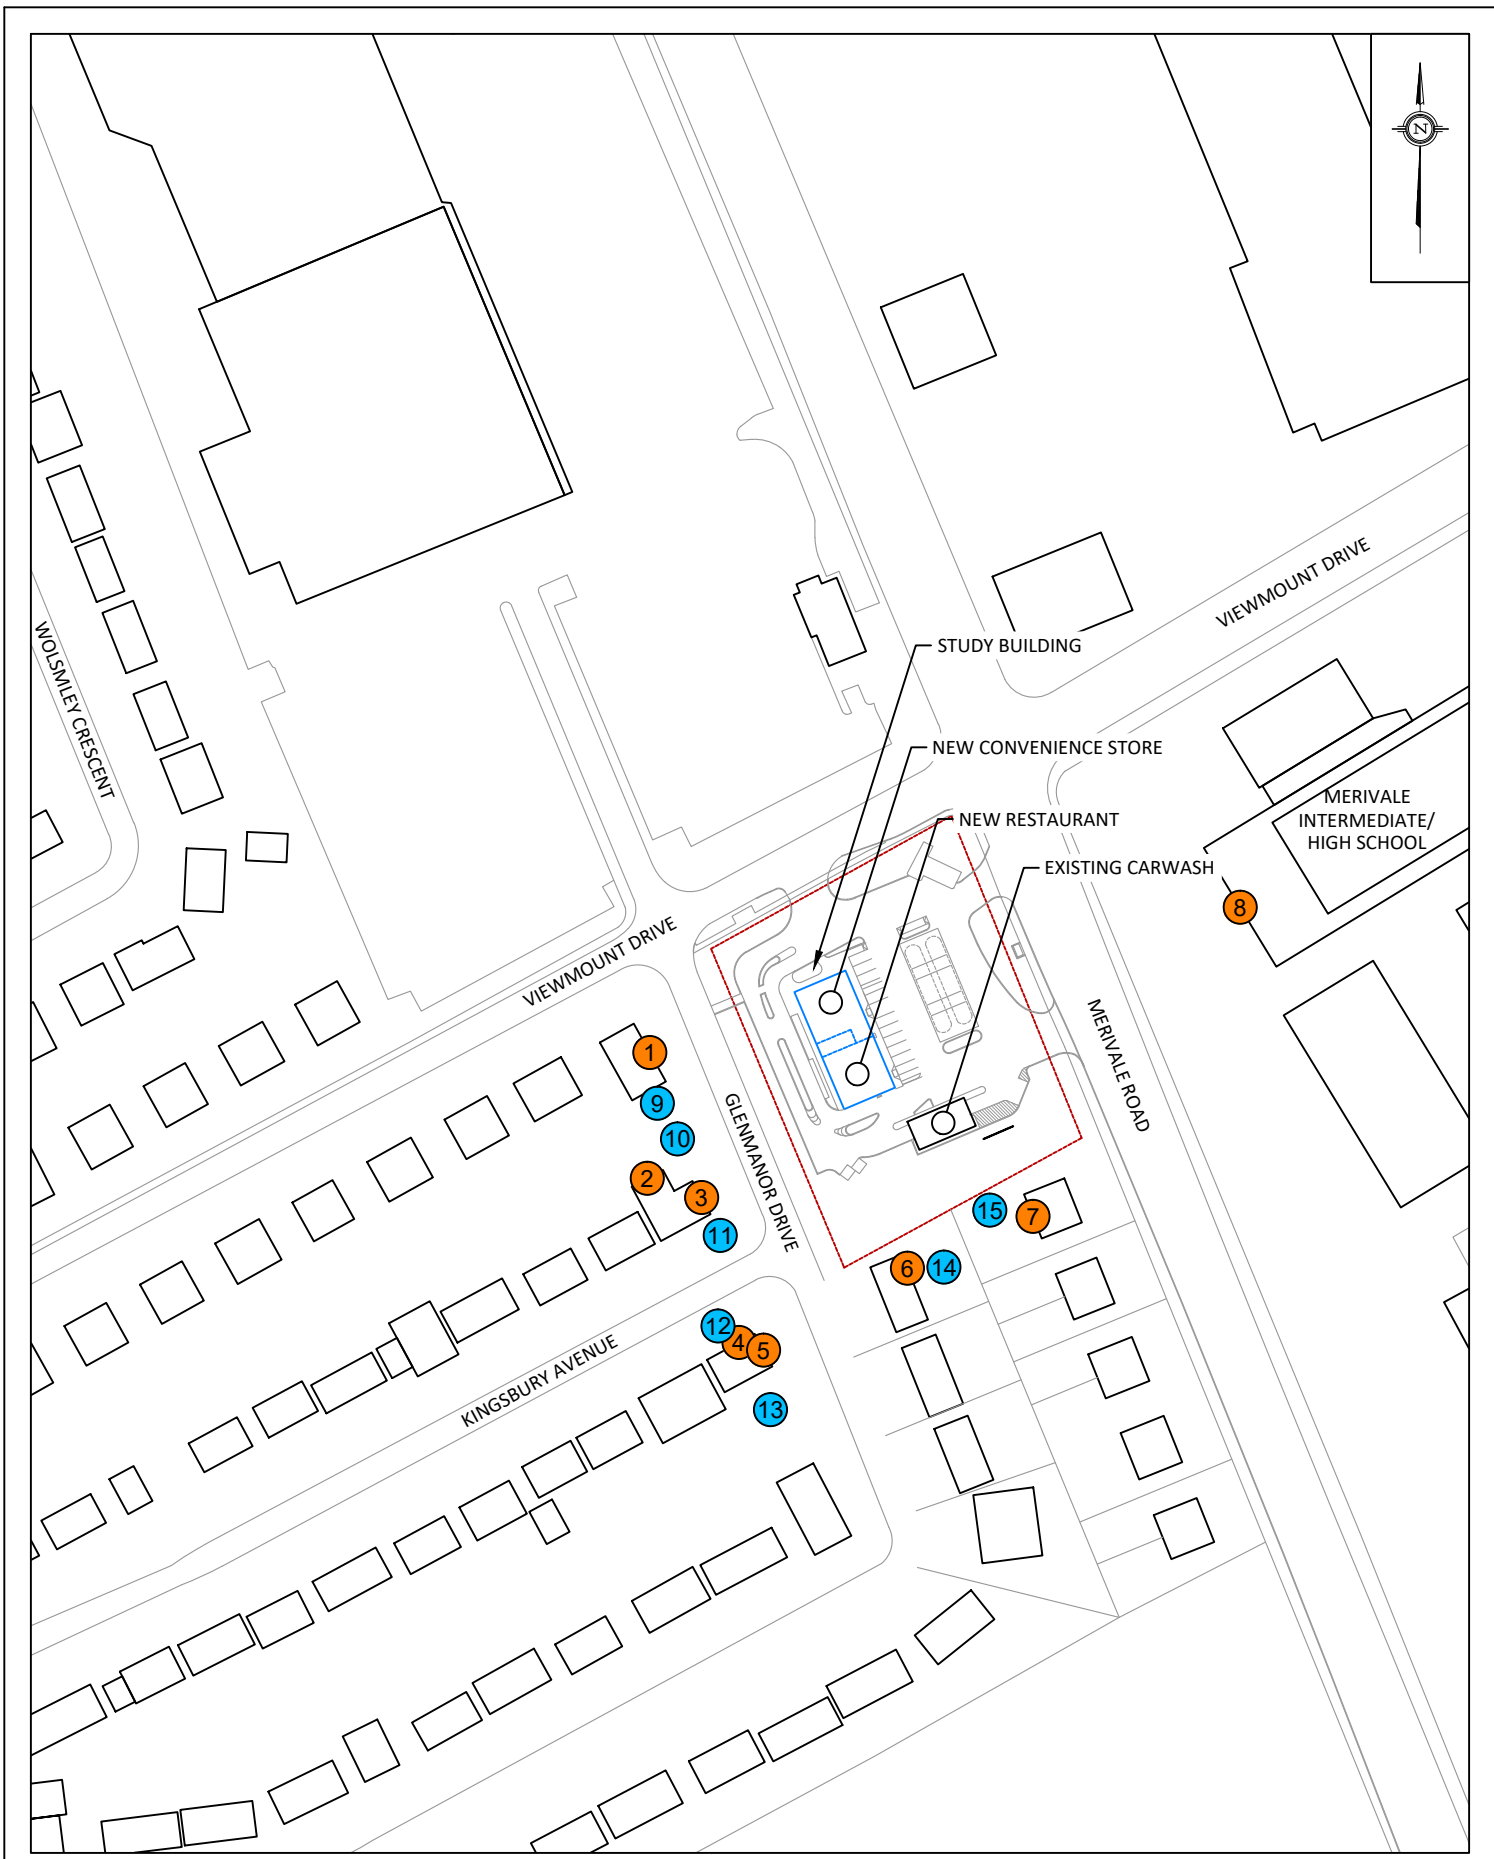 N
VIEWMOUNT DRIVE
WOLSMLEY CRESCENT
STUDY BUILDING
NEW CONVENIENCE STORE
NEW RESTAURANT
MERIVALE
INTERMEDIATE/
HIGH SCHOOL
EXISTING CARWASH
8
VIEWMOUNT DRIVE
MERIVALE ROAD
1
9
GLENMANOR DRIVE
10
2
3
15
7
11
6
14
12
4
5
KINGSBURY AVENUE
13